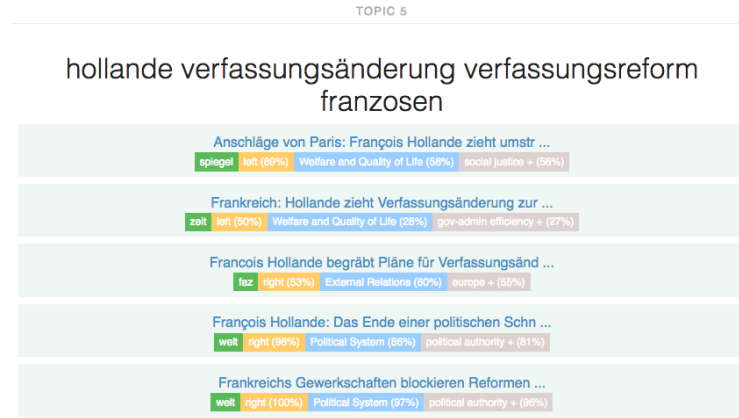 TOPIC 5
hollande verfassungsänderung verfassungsreform
franzosen
Anschläge von Paris: François Hollande zieht umstr ...
spiegel left (89%) Welfare and Quality of Life (58%) social justice + (56%)
Frankreich: Hollande zieht Verfassungsänderung zur ...
zeit left (50%) Welfare and Quality of Life (28%) gov-admin efficiency + (27%)
Francois Hollande begräbt Pläne für Verfassungsänd ...
faz right (53%) External Relations (60%) europe + (55%)
François Hollande: Das Ende einer politischen Schn ...
welt right (96%) Political System (86%) political authority + (81%)
Frankreichs Gewerkschaften blockieren Reformen ...
welt right (100%) Political System (97%) political authority + (96%)